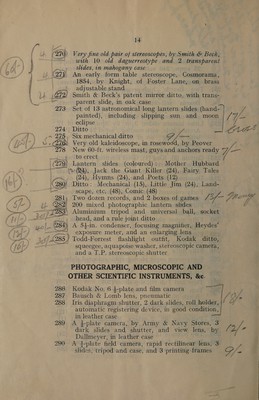 14
270 Very fine old pair of stereoscopes, by Smith & Beck,
with 10 old daguerreotype and 2 transparent
slides, in mahogany case
271 An early form table stereoscope, Cosmorama,
1854, by Knight, of Foster Lane, on brass
adjustable stand
272 Smith & Beck's patent mirror ditto, with trans-
parent slide, in oak case
273 Set of 13 astronomical long lantern slides (hand-
painted), including slipping sun and moon
eclipse
274 Ditto
275 Six mechanical ditto
276 Very old kaleidoscope, in rosewood, by Poover
278 New 60-ft. wireless mast, guys and anchors ready
to erect
279 Lantern slides (coloured): Mother Hubbard
(24), Jack the Giant Killer (24), Fairy Tales
(24), Hymns (24), and Poets (12)
280 Ditto: Mechanical (15), Little Jim (24), Land-
scape, etc. (48), Comic (48)
281 Two dozen records, and 2 boxes of games
282 200 mixed photographic lantern slides
283 Aluminium tripod and universal ball, socket
head, and a rule joint ditto
284 A 5¼-in. condenser, focusing magnifier, Heydes'
exposure meter, and an enlarging lens
285 Todd-Forrest flashlight outfit, Kodak ditto,
squeegee, aquapoise washer, stereoscopic camera,
and a T.P. stereoscopic shutter
PHOTOGRAPHIC, MICROSCOPIC AND
OTHER SCIENTIFIC INSTRUMENTS, &c.
286 Kodak No. 6 ½-plate and film camera
287 Bausch & Lomb lens, pneumatic
288 Iris diaphragm shutter, 2 dark slides, roll holder,
automatic registering device, in good condition,
in leather case
289 A ½-plate camera, by Army & Navy Stores, 3
dark slides and shutter, and view lens, by
Dallmeyer, in leather case
290 A ½-plate field camera, rapid rectilinear lens, 3
slides, tripod and case, and 3 printing-frames